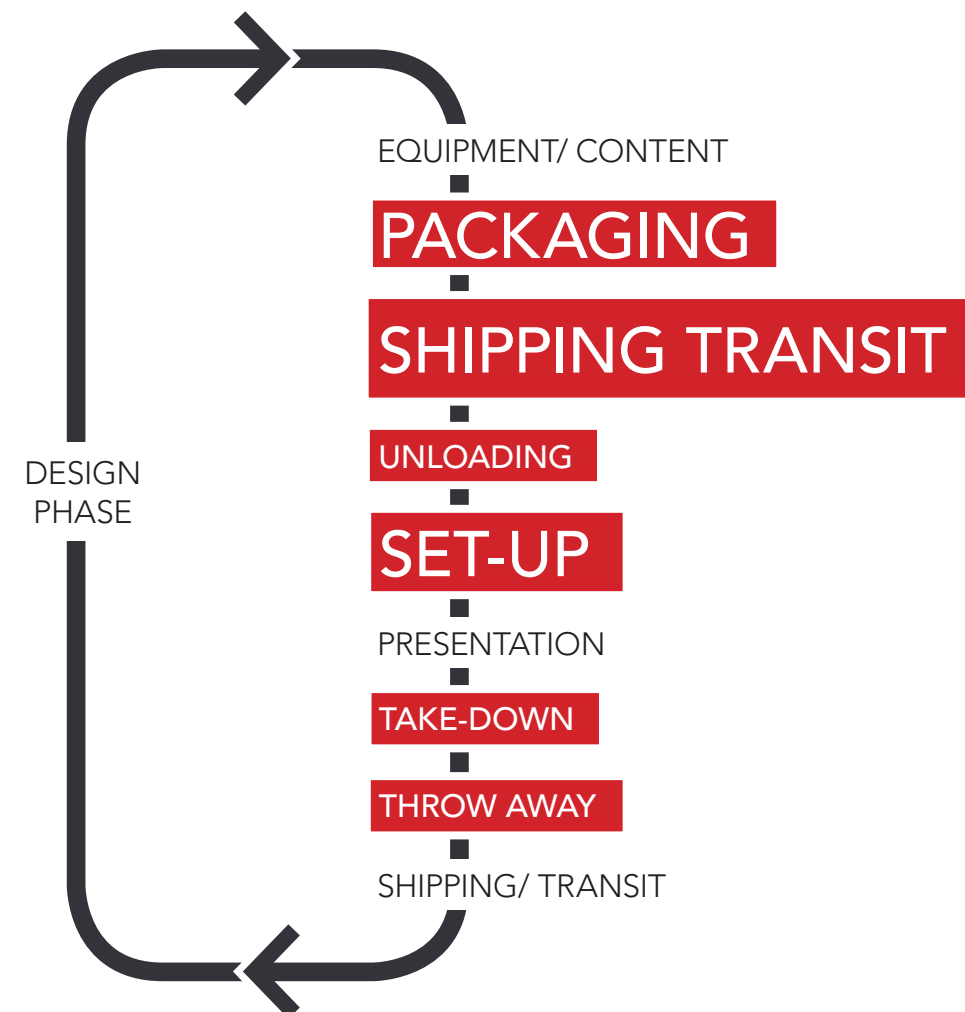 EQUIPMENT/ CONTENT
PACKAGING
SHIPPING TRANSIT
UNLOADING
DESIGN
PHASE
SET-UP
PRESENTATION
TAKE-DOWN
THROW AWAY
SHIPPING/ TRANSIT